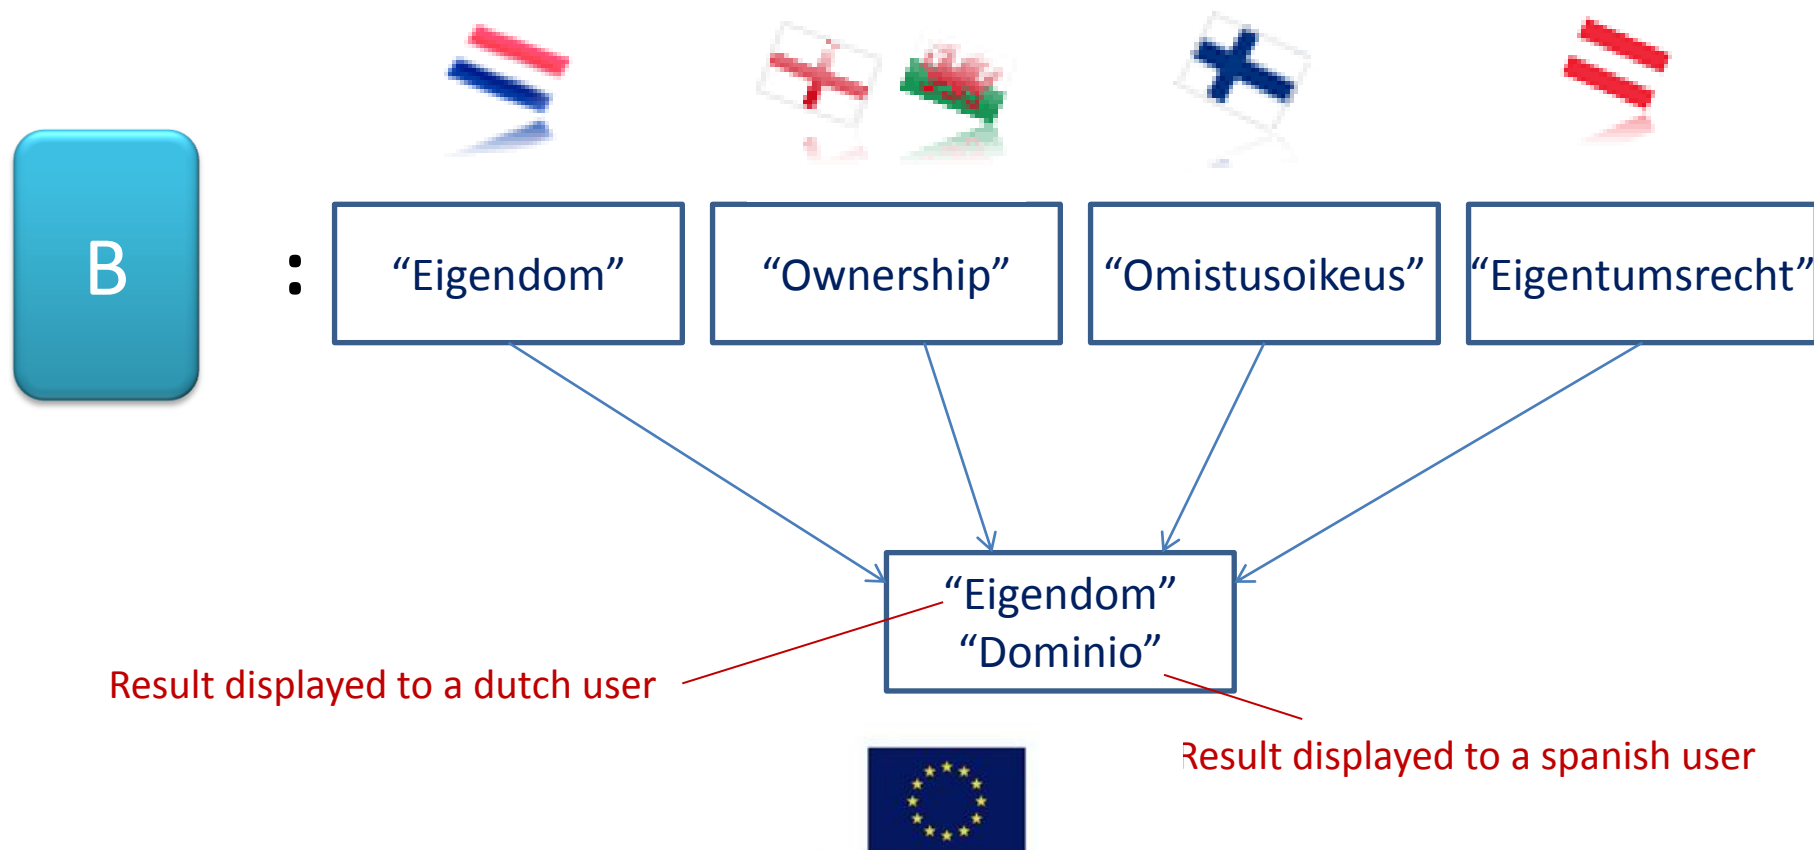 B
:
“Eigendom”
“Ownership”
“Omistusoikeus”
“Eigentumsrecht”
“Eigendom”
“Dominio”
Result displayed to a dutch user
Result displayed to a spanish user